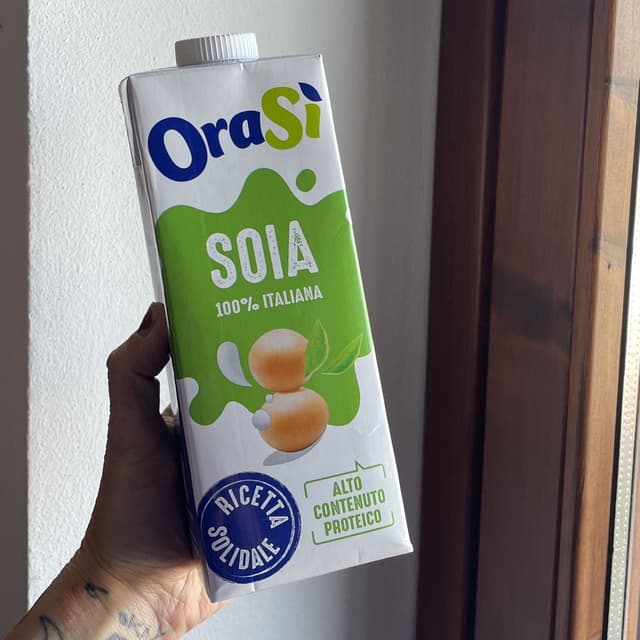 OraSì
SOIA
100% ITALIANA
RICETTA
SOLIDALE
ALTO
CONTENUTO
PROTEICO